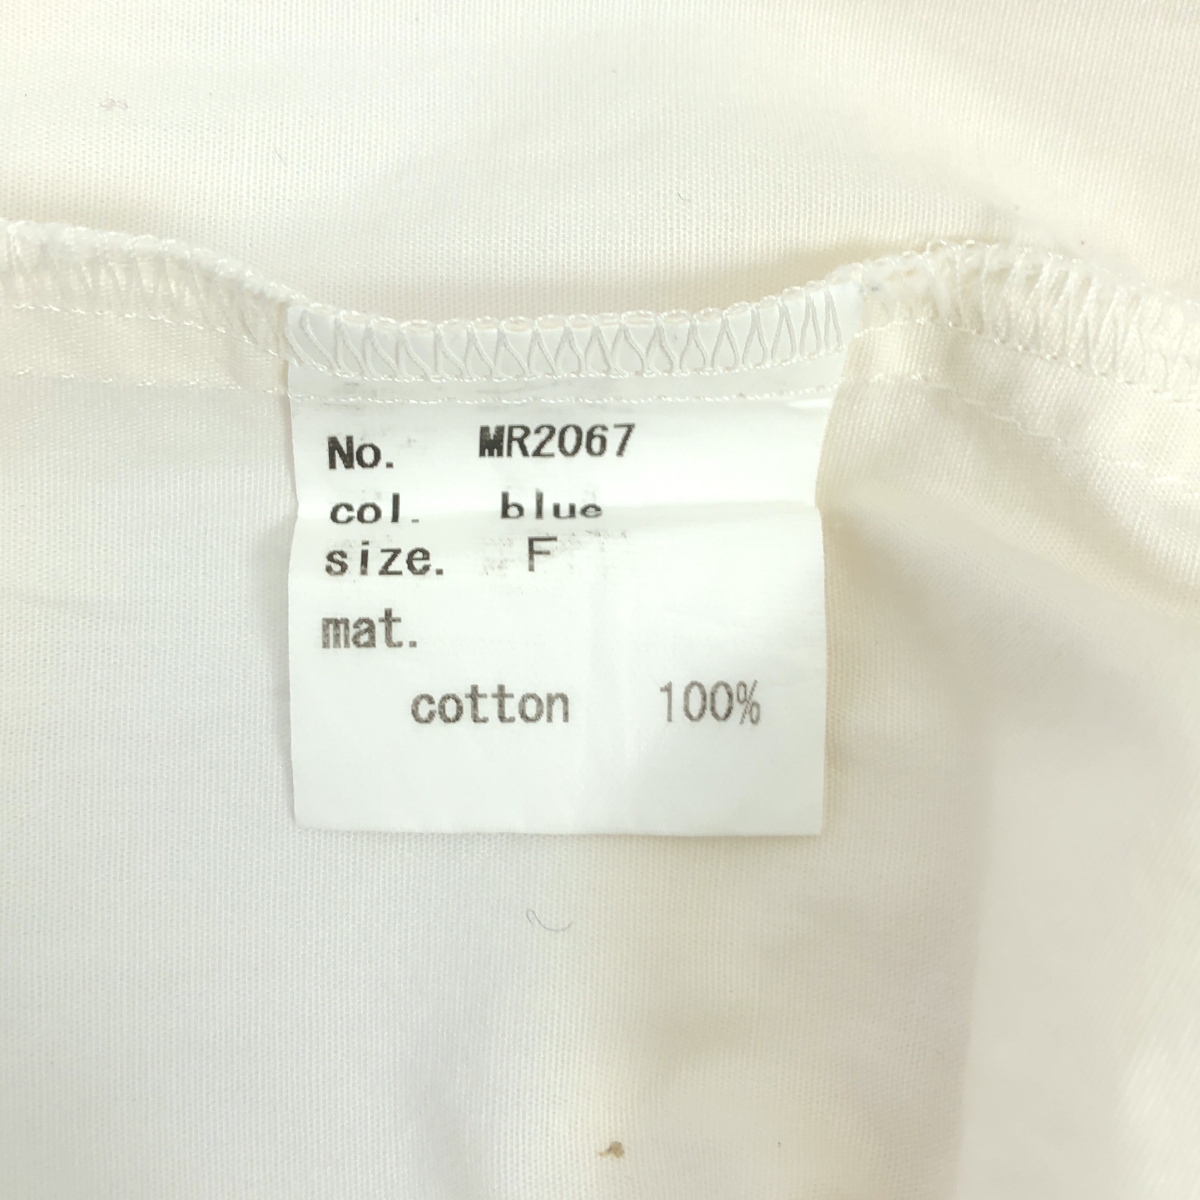 No. MR2067
col. blue
size. F
mat.
cotton 100%